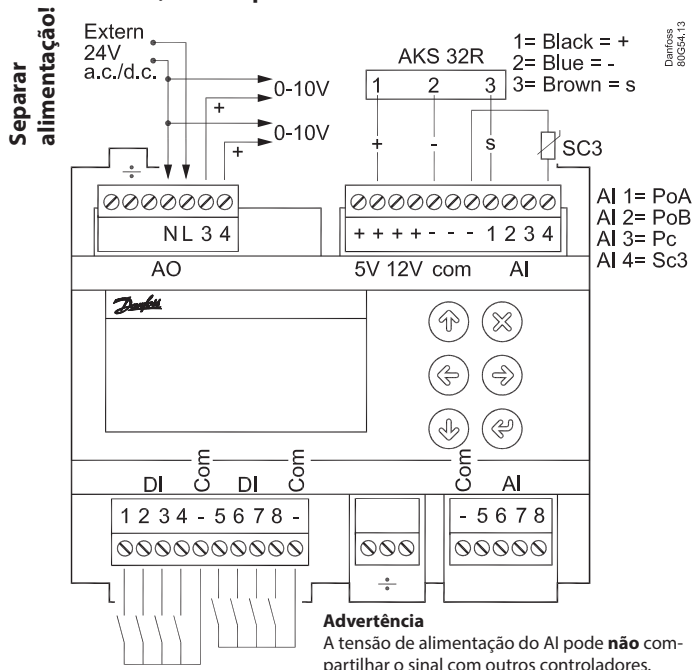 Separar
alimentação!
Extern
24V
a.c./d.c.
0-10V
0-10V
+
+
AKS 32R
1 2 3
1= Black = +
2= Blue = -
3= Brown = s
Danfoss
80G54.13
+ - s
SC3
÷
N L 3 4
AO
+ + + + - - - 1 2 3 4
5V 12V com AI
AI 1= PoA
AI 2= PoB
AI 3= Pc
AI 4= Sc3
Danfoss
DI Com DI Com
1 2 3 4 - 5 6 7 8 -
÷
Com AI
- 5 6 7 8
Advertência
A tensão de alimentação do AI pode não com-
partilhar o sinal com outros controladores.